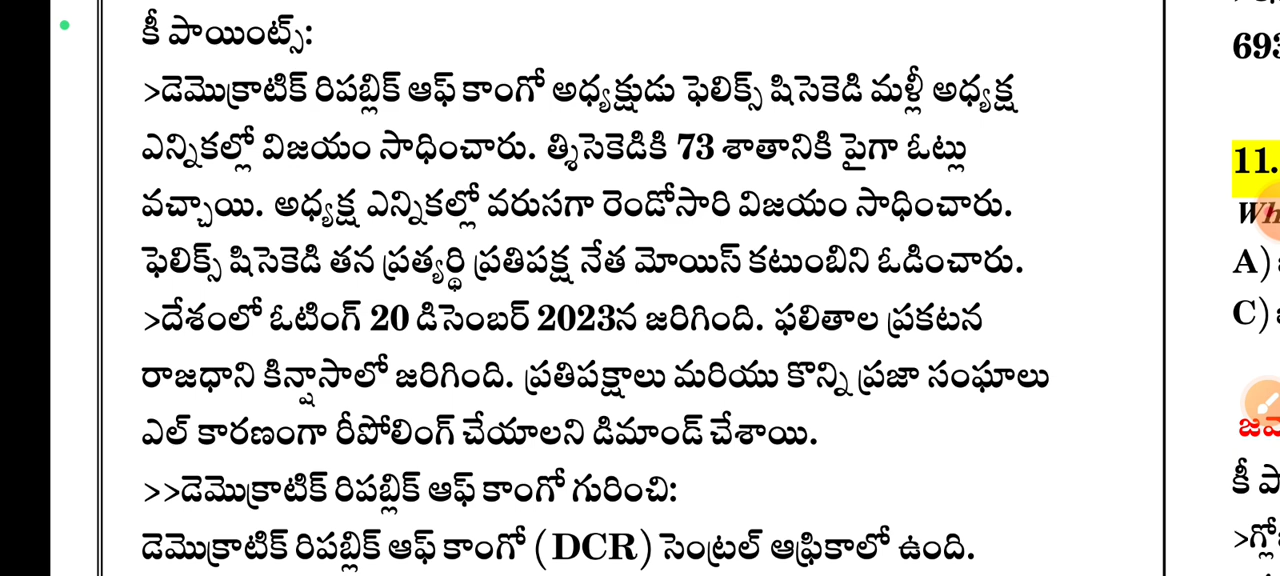 కీ పాయింట్స్:
>డెమొక్రాటిక్ రిపబ్లిక్ ఆఫ్ కాంగో అధ్యక్షుడు ఫెలిక్స్ షిసెకెడి మళ్లీ అధ్యక్ష
ఎన్నికల్లో విజయం సాధించారు. త్శిసెకెడికి 73 శాతానికి పైగా ఓట్లు
వచ్చాయి. అధ్యక్ష ఎన్నికల్లో వరుసగా రెండోసారి విజయం సాధించారు.
ఫెలిక్స్ షిసెకెడి తన ప్రత్యర్థి ప్రతిపక్ష నేత మోయిస్ కటుంబిని ఓడించారు.
>దేశంలో ఓటింగ్ 20 డిసెంబర్ 2023న జరిగింది. ఫలితాల ప్రకటన
రాజధాని కిన్షాసాలో జరిగింది. ప్రతిపక్షాలు మరియు కొన్ని ప్రజా సంఘాలు
ఎల్ కారణంగా రీపోలింగ్ చేయాలని డిమాండ్ చేశాయి.
>>డెమొక్రాటిక్ రిపబ్లిక్ ఆఫ్ కాంగో గురించి:
డెమొక్రాటిక్ రిపబ్లిక్ ఆఫ్ కాంగో (DCR) సెంట్రల్ ఆఫ్రికాలో ఉంది.
693
11.
Wh
A)
C)
కీ పా